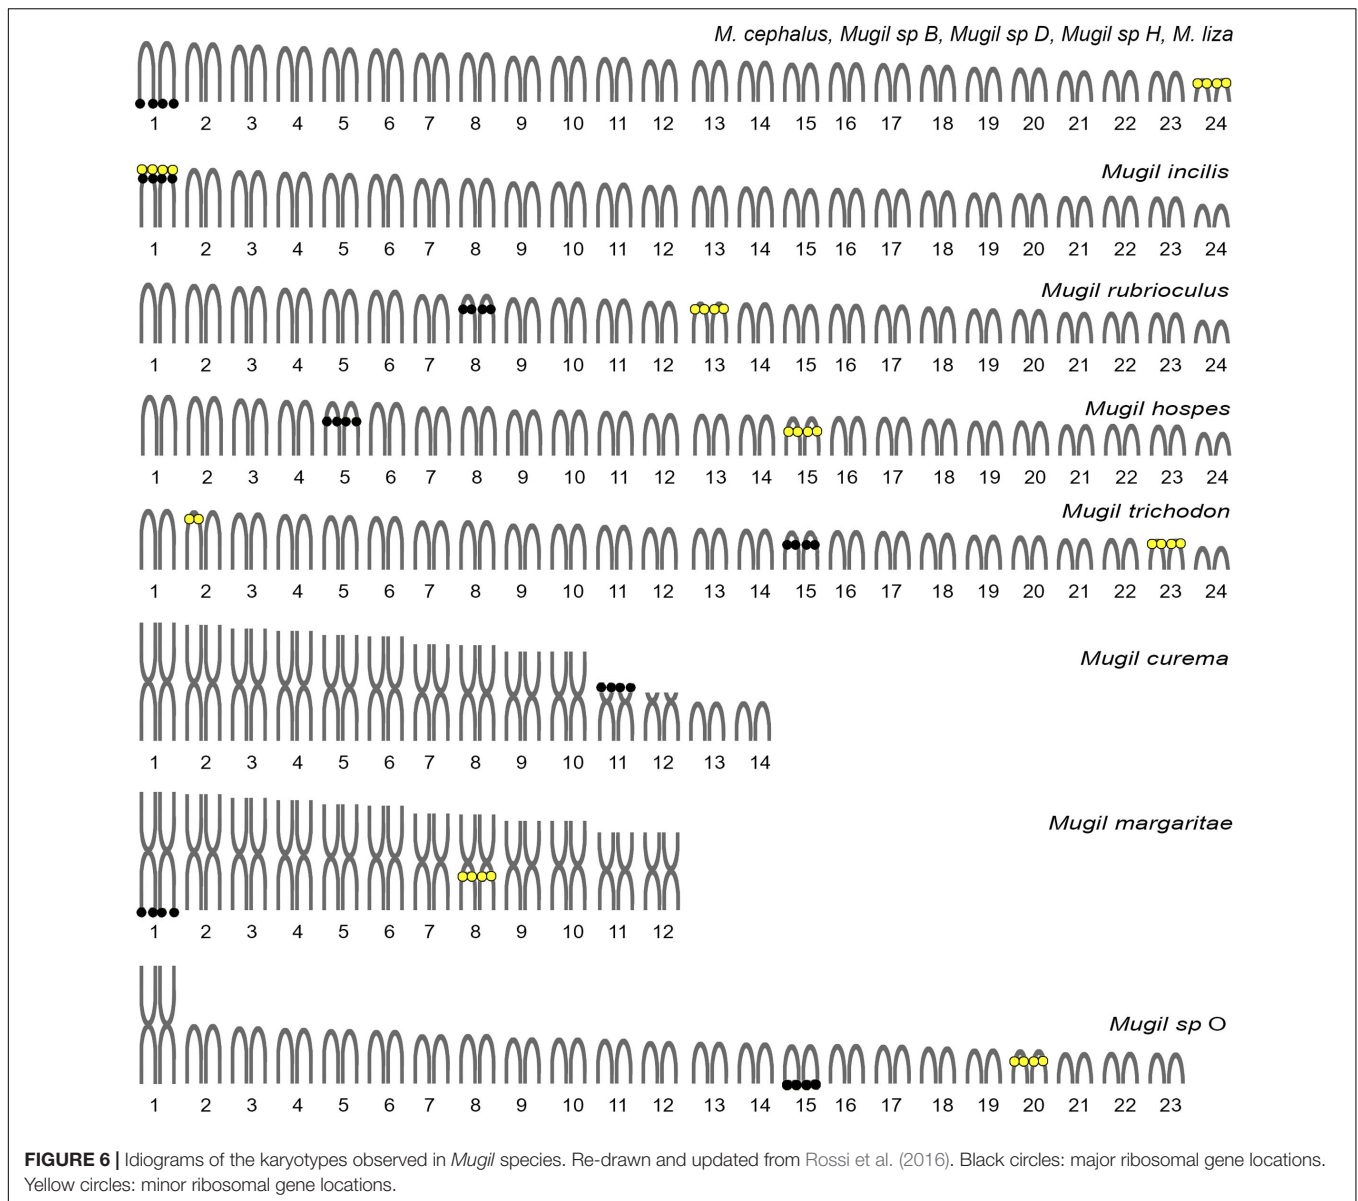 M. cephalus, Mugil sp B, Mugil sp D, Mugil sp H, M. liza
1 2 3 4 5 6 7 8 9 10 11 12 13 14 15 16 17 18 19 20 21 22 23 24
Mugil incilis
1 2 3 4 5 6 7 8 9 10 11 12 13 14 15 16 17 18 19 20 21 22 23 24
Mugil rubrioculus
1 2 3 4 5 6 7 8 9 10 11 12 13 14 15 16 17 18 19 20 21 22 23 24
Mugil hospes
1 2 3 4 5 6 7 8 9 10 11 12 13 14 15 16 17 18 19 20 21 22 23 24
Mugil trichodon
1 2 3 4 5 6 7 8 9 10 11 12 13 14 15 16 17 18 19 20 21 22 23 24
Mugil curema
1 2 3 4 5 6 7 8 9 10 11 12 13 14
Mugil margaritae
1 2 3 4 5 6 7 8 9 10 11 12
Mugil sp O
1 2 3 4 5 6 7 8 9 10 11 12 13 14 15 16 17 18 19 20 21 22 23
FIGURE 6 | Idiograms of the karyotypes observed in Mugil species. Re-drawn and updated from Rossi et al. (2016). Black circles: major ribosomal gene locations.
Yellow circles: minor ribosomal gene locations.